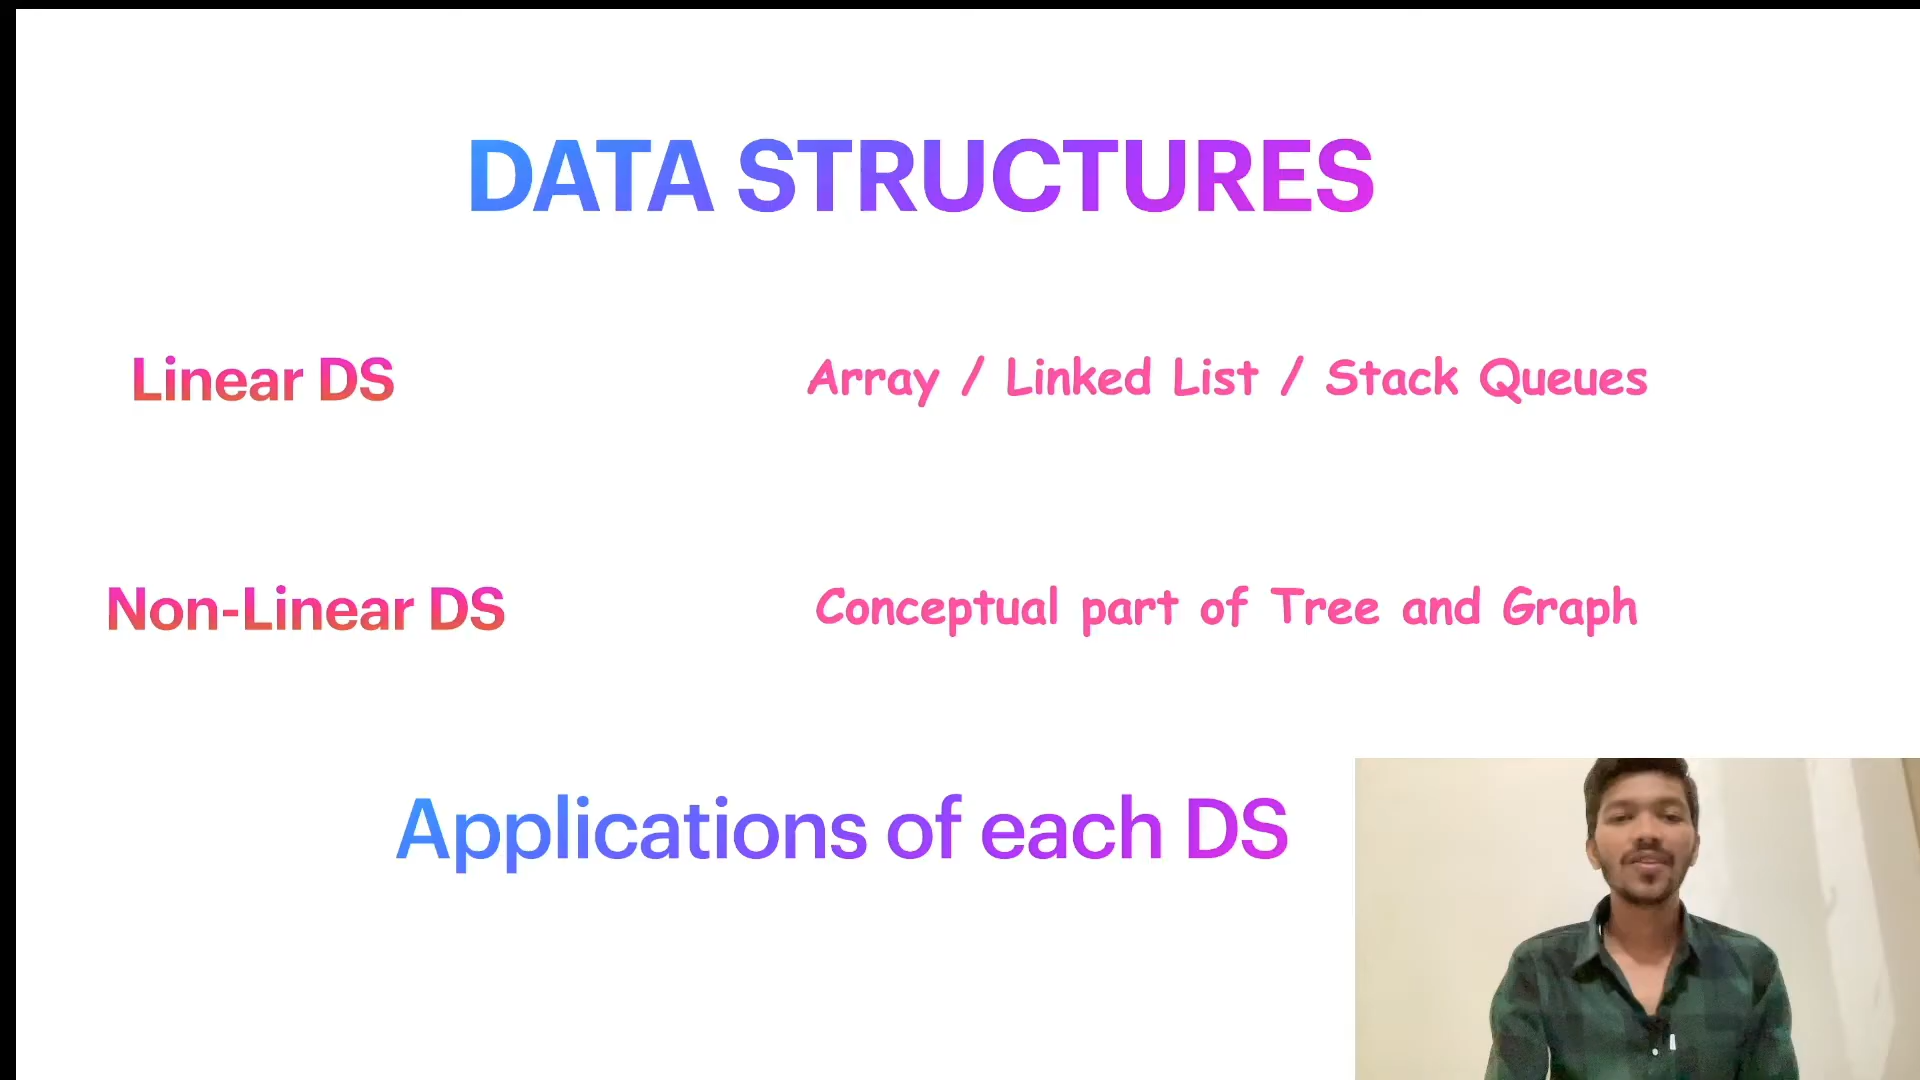 DATA STRUCTURES
Linear DS
Array / Linked List / Stack Queues
Non-Linear DS
Conceptual part of Tree and Graph
Applications of each DS